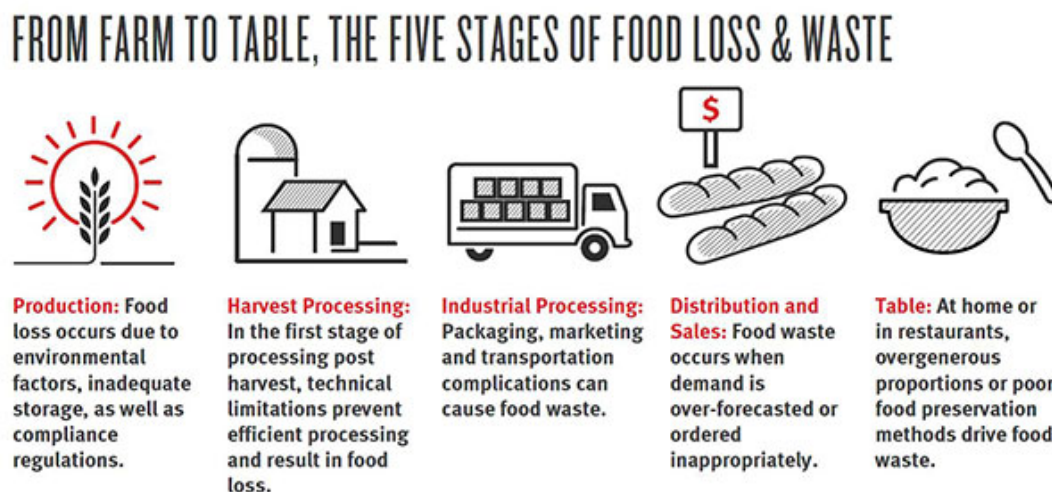 FROM FARM TO TABLE, THE FIVE STAGES OF FOOD LOSS & WASTE
$
Production: Food
loss occurs due to
environmental
factors, inadequate
storage, as well as
compliance
regulations.
Harvest Processing:
In the first stage of
processing post
harvest, technical
limitations prevent
efficient processing
and result in food
loss.
Industrial Processing:
Packaging, marketing
and transportation
complications can
cause food waste.
Distribution and
Sales: Food waste
occurs when
demand is
over-forecasted or
ordered
inappropriately.
Table: At home or
in restaurants,
overgenerous
proportions or poor
food preservation
methods drive food
waste.